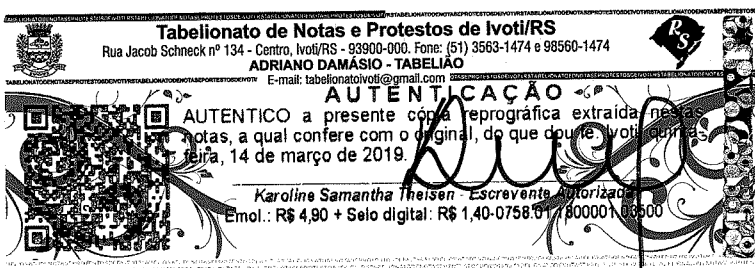 Tabelionato de Notas e Protestos de Ivoti/RS
Rua Jacob Schneck nº 134 - Centro, Ivoti/RS - 93900-000. Fone: (51) 3563-1474 e 98560-1474
ADRIANO DAMÁSIO - TABELIÃO
E-mail: tabelionatoivoti@gmail.com
RS
AUTENTICAÇÃO
AUTENTICO a presente cópia reprográfica extraída nestas
notas, a qual confere com o original, do que dou fé. Ivoti, quinta-
feira, 14 de março de 2019.
Karoline Samantha Theisen - Escrevente Autorizada
Emol.: R$ 4,90 + Selo digital: R$ 1,40-0758.01.1800001.03500